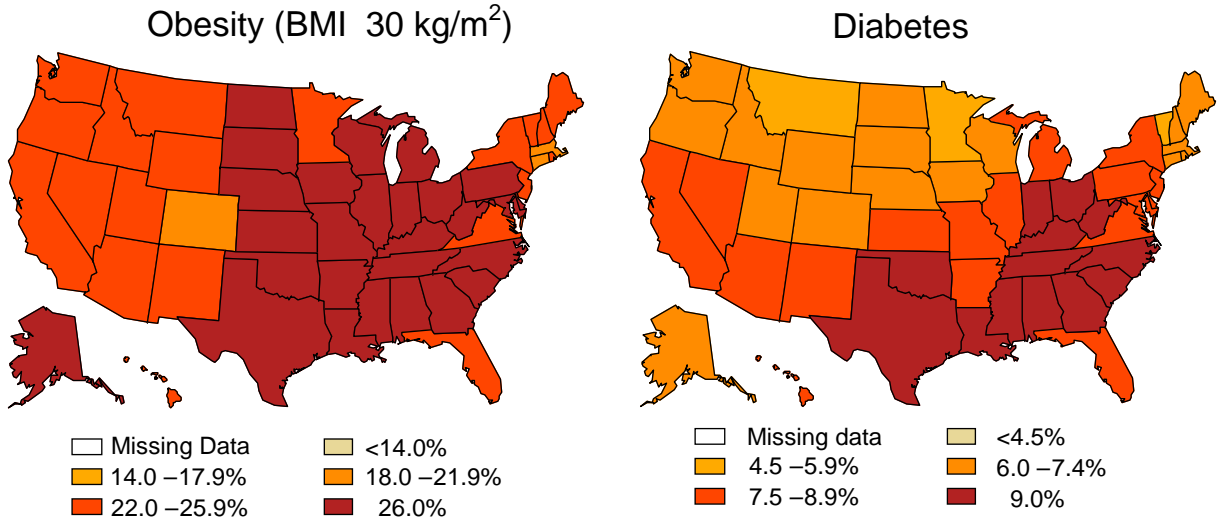 Obesity (BMI 30 kg/m²)
Diabetes
Missing Data
<14.0%
14.0 –17.9%
18.0 –21.9%
22.0 –25.9%
26.0%
Missing data
<4.5%
4.5 –5.9%
6.0 –7.4%
7.5 –8.9%
9.0%